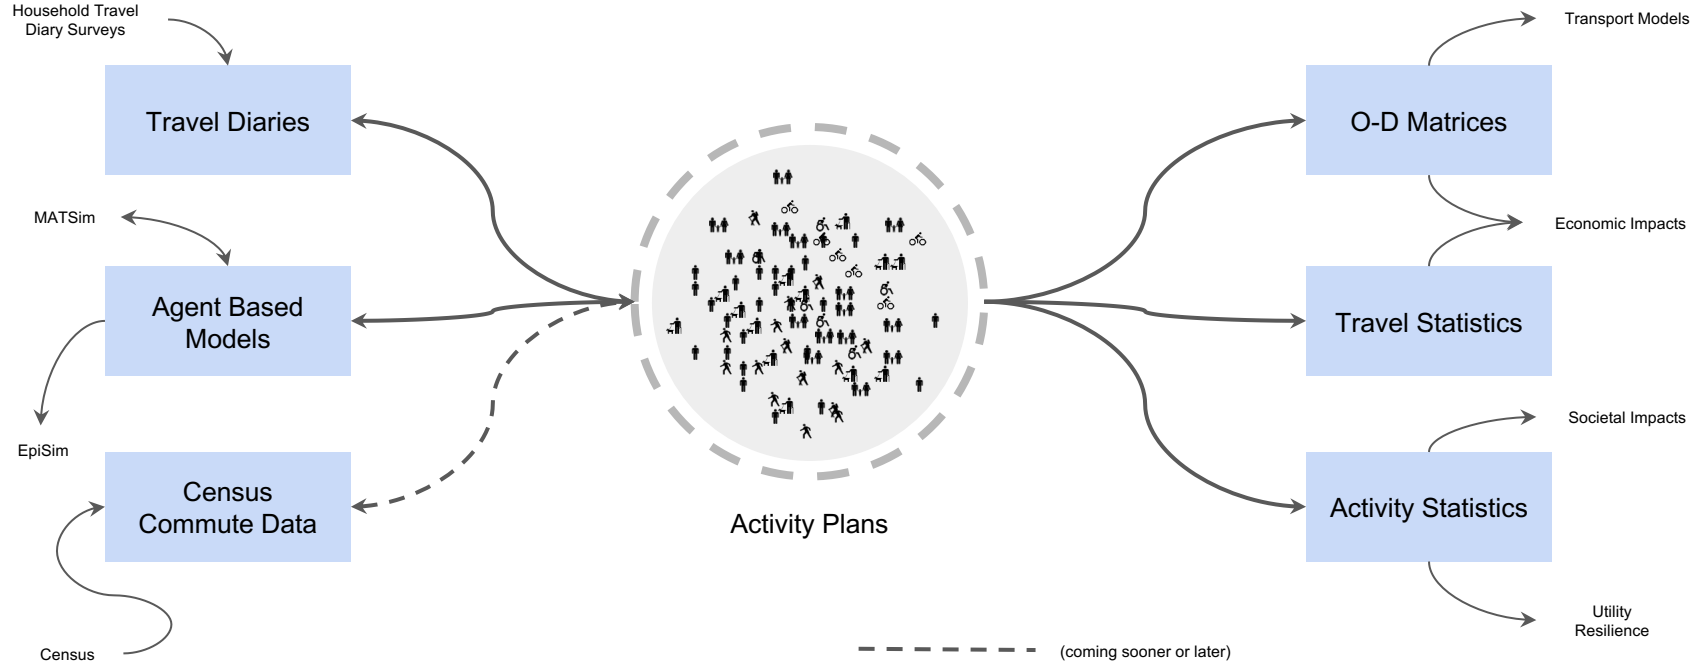 Household Travel
Diary Surveys
Travel Diaries
MATSim
Agent Based
Models
EpiSim
Census
Commute Data
Census
Activity Plans
(coming sooner or later)
Transport Models
O-D Matrices
Economic Impacts
Travel Statistics
Societal Impacts
Activity Statistics
Utility
Resilience